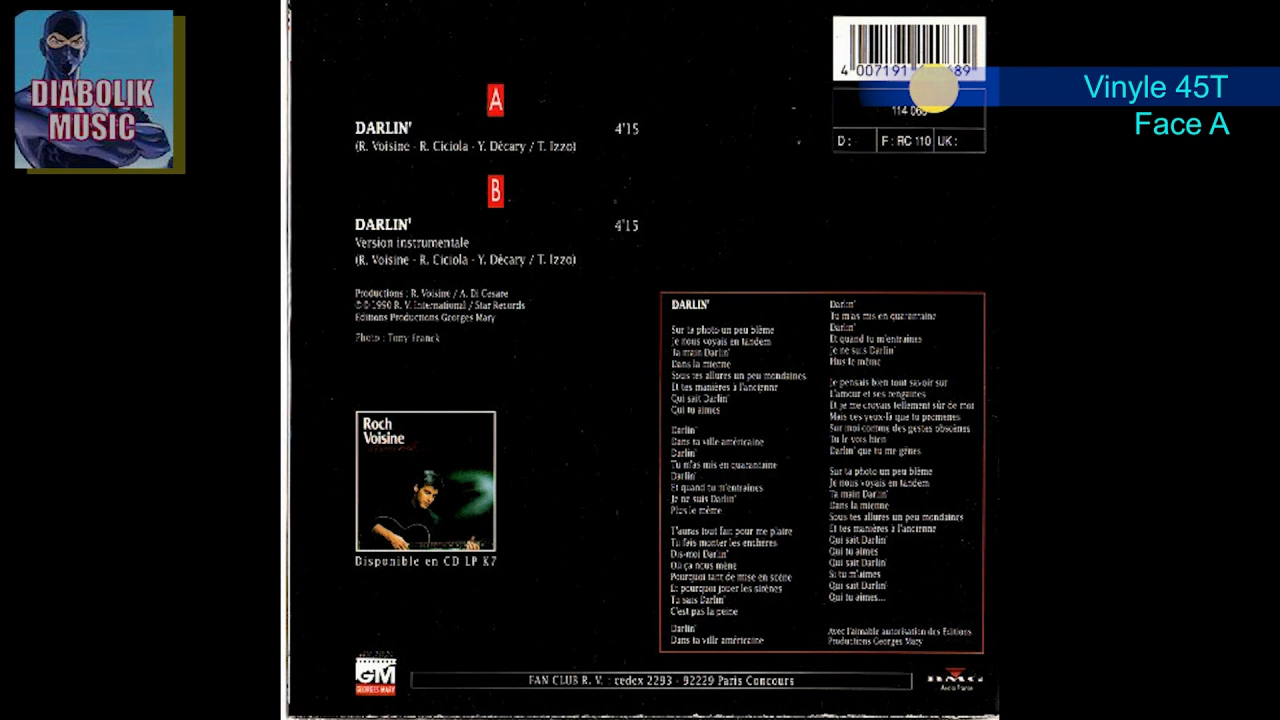 DIABOLIK
MUSIC
Vinyle 45T
Face A
4 007191 89
114 06
D : F : RC 110 UK :
A
DARLIN' 4'15
(R. Voisine - R. Ciciola - Y. Décary / T. Izzo)
B
DARLIN' 4'15
Version instrumentale
(R. Voisine - R. Ciciola - Y. Décary / T. Izzo)
Productions : R. Voisine / A. Di Cesare
℗© 1990 R. V. International / Star Records
Editions Productions Georges Mary
Photo : Tony Franck
Roch
Voisine
Disponible en CD LP K7
DARLIN'
Sur ta photo un peu blême
Je nous voyais en tandem
Ta main Darlin'
Dans la mienne
Sous tes allures un peu mondaines
Et tes manières à l'ancienne
Qui sait Darlin'
Qui tu aimes
Darlin'
Dans ta ville américaine
Darlin'
Tu m'as mis en quarantaine
Darlin'
Et quand tu m'entraînes
Je ne suis Darlin'
Plus le même
T'auras tout fait pour me plaire
Tu fais monter les enchères
Dis-moi Darlin'
Où ça nous mène
Pourquoi tant de mise en scène
Et pourquoi jouer les sirènes
Tu sais Darlin'
C'est pas la peine
Darlin'
Dans ta ville américaine
Darlin'
Tu m'as mis en quarantaine
Darlin'
Et quand tu m'entraînes
Je ne suis Darlin'
Plus le même
Je pensais bien tout savoir sur
L'amour et ses rengaines
Et je me croyais tellement sûr de moi
Mais ces yeux-là que tu promènes
Sur moi comme des gestes obscènes
Tu le vois bien
Darlin' que tu me gênes
Sur ta photo un peu blême
Je nous voyais en tandem
Ta main Darlin'
Dans la mienne
Sous tes allures un peu mondaines
Et tes manières à l'ancienne
Qui sait Darlin'
Qui tu aimes
Qui sait Darlin'
Si tu m'aimes
Qui sait Darlin'
Qui tu aimes...
Avec l'aimable autorisation des Editions
Productions Georges Mary
GM
GEORGES MARY
FAN CLUB R. V. : cedex 2293 - 92229 Paris Concours
BMG
Ariola France